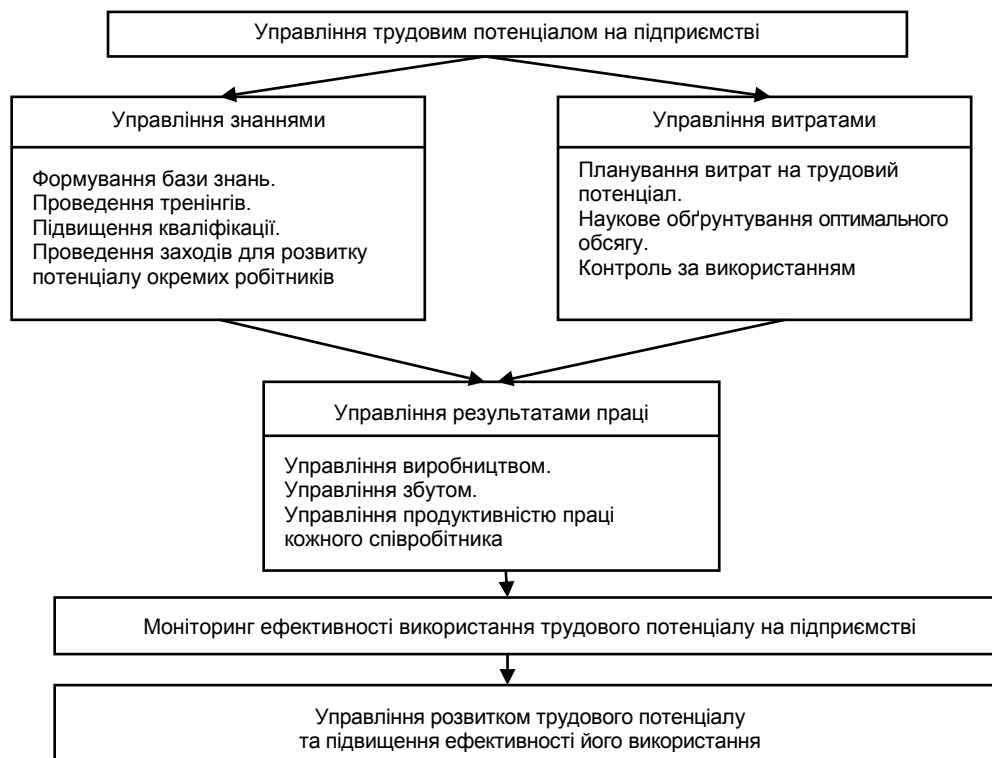 Управління трудовим потенціалом на підприємстві
Управління знаннями
Формування бази знань.
Проведення тренінгів.
Підвищення кваліфікації.
Проведення заходів для розвитку
потенціалу окремих робітників
Управління витратами
Планування витрат на трудовий
потенціал.
Наукове обґрунтування оптимального
обсягу.
Контроль за використанням
Управління результатами праці
Управління виробництвом.
Управління збутом.
Управління продуктивністю праці
кожного співробітника
Моніторинг ефективності використання трудового потенціалу на підприємстві
Управління розвитком трудового потенціалу
та підвищення ефективності його використання